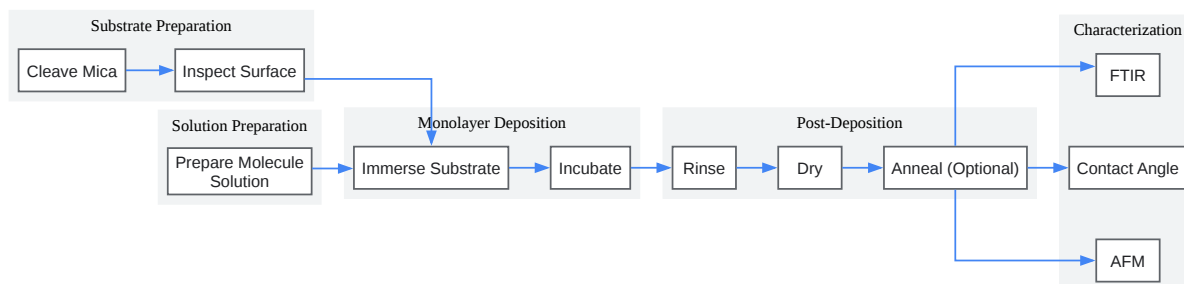 Substrate Preparation
Cleave Mica
Inspect Surface
Solution Preparation
Prepare Molecule
Solution
Monolayer Deposition
Immerse Substrate
Incubate
Post-Deposition
Rinse
Dry
Anneal (Optional)
Characterization
FTIR
Contact Angle
AFM